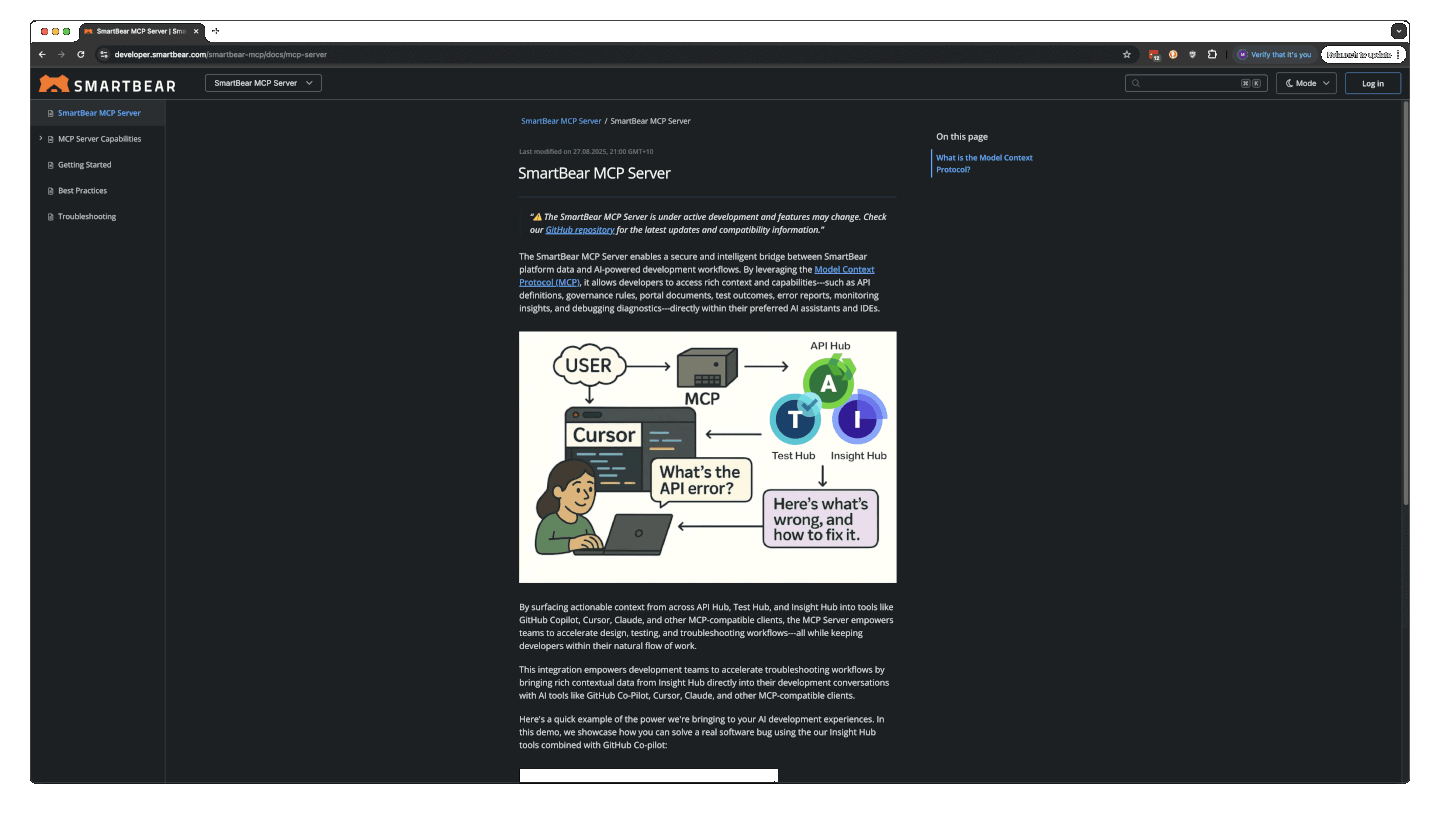 SmartBear MCP Server | Sma
developer.smartbear.com/smartbear-mcp/docs/mcp-server
12
M
Verify that it's you
SMARTBEAR
SmartBear MCP Server
⌘ K
Mode
Log in
SmartBear MCP Server
MCP Server Capabilities
Getting Started
Best Practices
Troubleshooting
SmartBear MCP Server / SmartBear MCP Server
Last modified on 27.08.2025, 21:00 GMT+10
SmartBear MCP Server
"⚠ The SmartBear MCP Server is under active development and features may change. Check
our GitHub repository for the latest updates and compatibility information."
The SmartBear MCP Server enables a secure and intelligent bridge between SmartBear
platform data and AI-powered development workflows. By leveraging the Model Context
Protocol (MCP), it allows developers to access rich context and capabilities---such as API
definitions, governance rules, portal documents, test outcomes, error reports, monitoring
insights, and debugging diagnostics---directly within their preferred AI assistants and IDEs.
USER
MCP
API Hub
A
T
I
Test Hub
Insight Hub
Cursor
What's the
API error?
Here's what's
wrong, and
how to fix it.
By surfacing actionable context from across API Hub, Test Hub, and Insight Hub into tools like
GitHub Copilot, Cursor, Claude, and other MCP-compatible clients, the MCP Server empowers
teams to accelerate design, testing, and troubleshooting workflows---all while keeping
developers within their natural flow of work.
This integration empowers development teams to accelerate troubleshooting workflows by
bringing rich contextual data from Insight Hub directly into their development conversations
with AI tools like GitHub Co-Pilot, Cursor, Claude, and other MCP-compatible clients.
Here's a quick example of the power we're bringing to your AI development experiences. In
this demo, we showcase how you can solve a real software bug using the our Insight Hub
tools combined with GitHub Co-pilot:
On this page
What is the Model Context
Protocol?